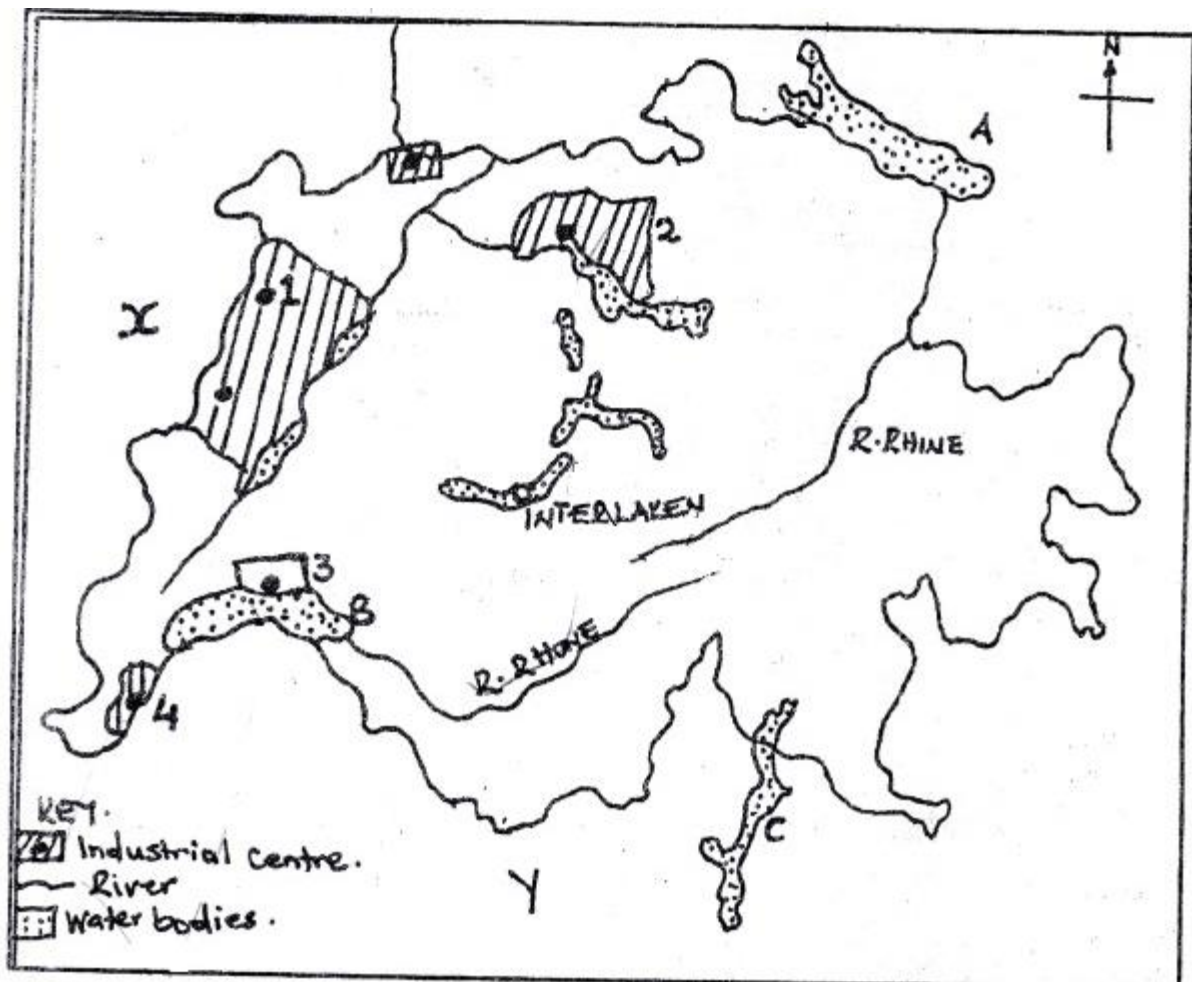 N
A
2
1
X
R. RHINE
INTERLAKEN
3
B
R. RHONE
4
C
Y
KEY.
Industrial centre.
River
Water bodies.